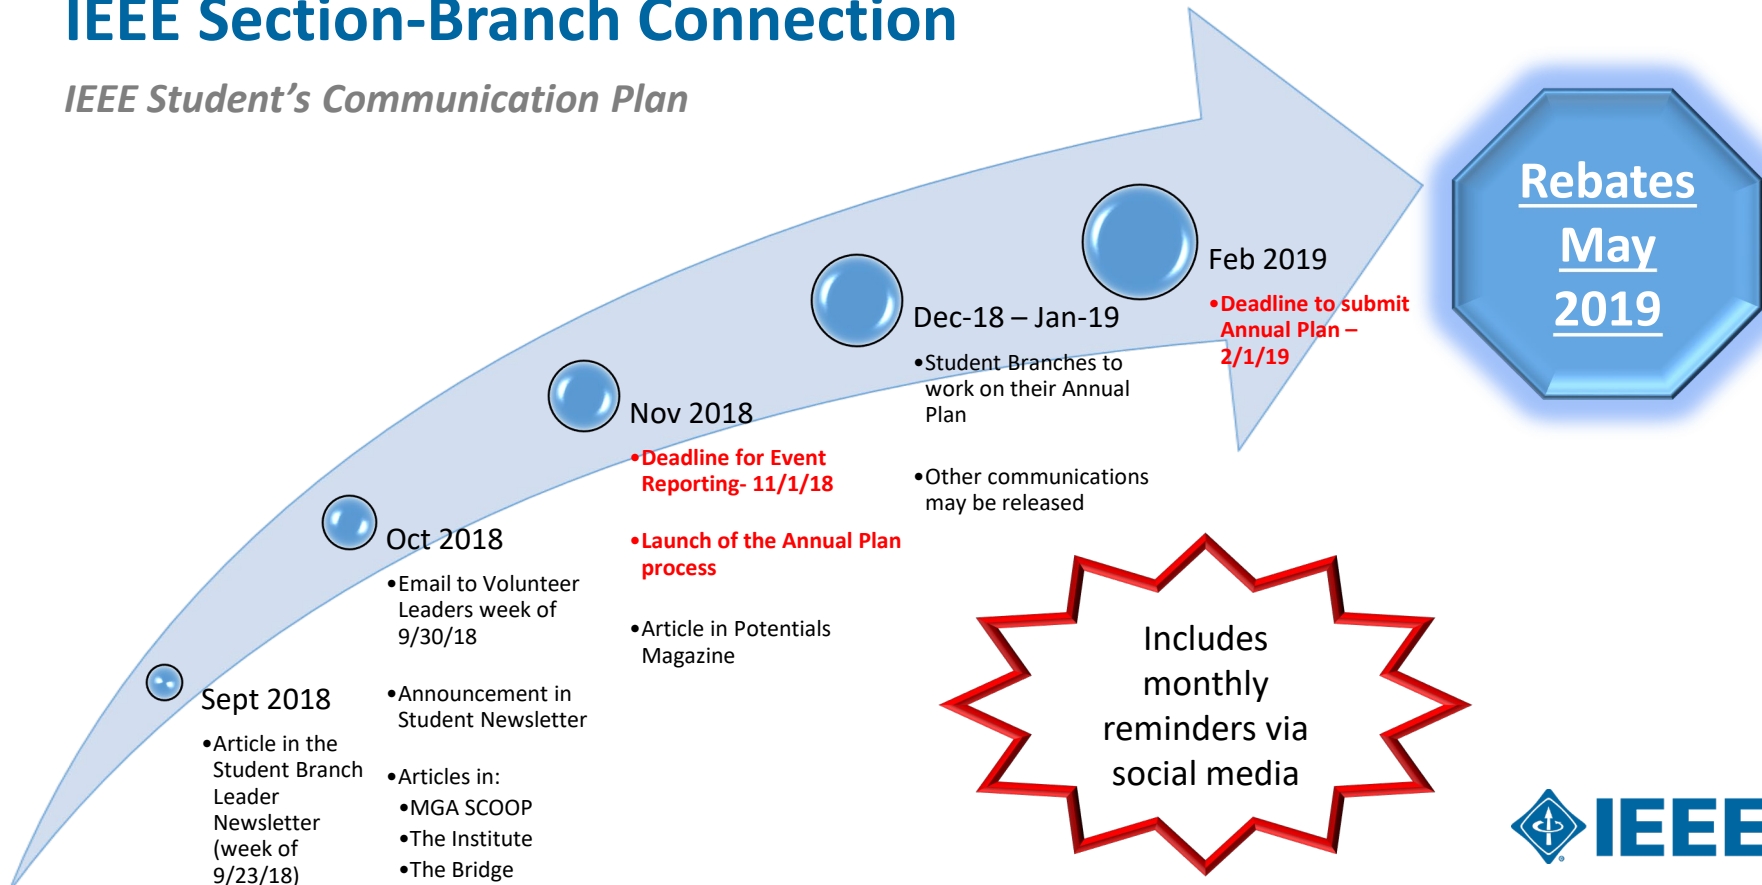 IEEE Section-Branch Connection
IEEE Student's Communication Plan
Sept 2018
•Article in the
Student Branch
Leader
Newsletter
(week of
9/23/18)
Oct 2018
•Email to Volunteer
Leaders week of
9/30/18
•Announcement in
Student Newsletter
•Articles in:
•MGA SCOOP
•The Institute
•The Bridge
Nov 2018
•Deadline for Event
Reporting- 11/1/18
•Launch of the Annual Plan
process
•Article in Potentials
Magazine
Dec-18 – Jan-19
•Student Branches to
work on their Annual
Plan
•Other communications
may be released
Feb 2019
•Deadline to submit
Annual Plan –
2/1/19
Rebates
May
2019
Includes
monthly
reminders via
social media
IEEE